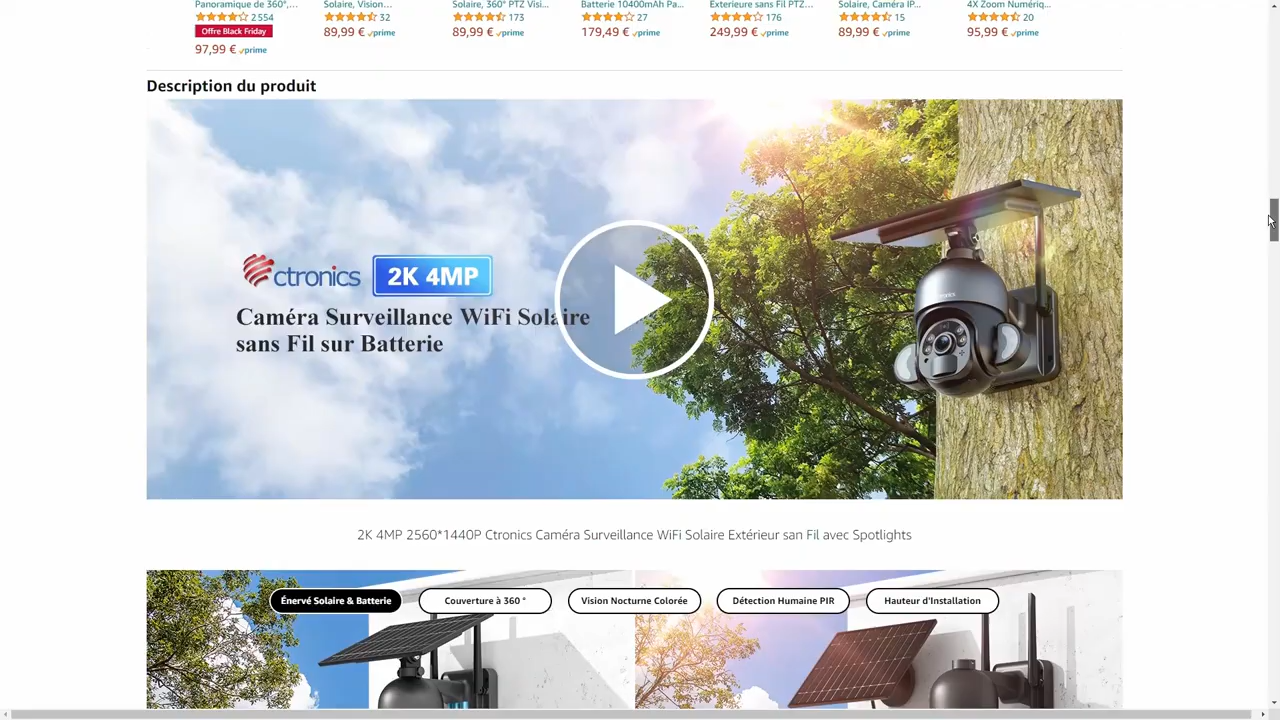 Panoramique de 360°,...
2 554
Offre Black Friday
97,99 € prime
Solaire, Vision...
32
89,99 € prime
Solaire, 360° PTZ Visi...
173
89,99 € prime
Batterie 10400mAh Pa...
27
179,49 € prime
Exterieure sans Fil PTZ...
176
249,99 € prime
Solaire, Caméra IP...
15
89,99 € prime
4X Zoom Numériq...
20
95,99 € prime
Description du produit
ctronics 2K 4MP
Caméra Surveillance WiFi Solaire
sans Fil sur Batterie
2K 4MP 2560*1440P Ctronics Caméra Surveillance WiFi Solaire Extérieur san Fil avec Spotlights
Énervé Solaire & Batterie
Couverture à 360 °
Vision Nocturne Colorée
Détection Humaine PIR
Hauteur d'Installation